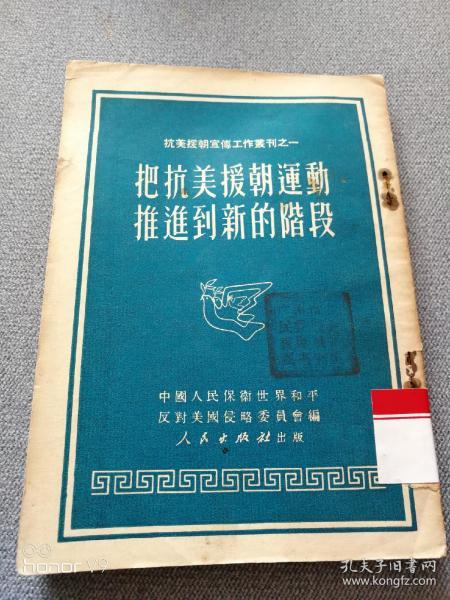 抗美援朝宣傳工作叢刊之一
把抗美援朝運動
推進到新的階段
中國人民保衛世界和平
反對美國侵略委員會編
人民出版社出版
honor V9
孔夫子旧书网
www.kongfz.com